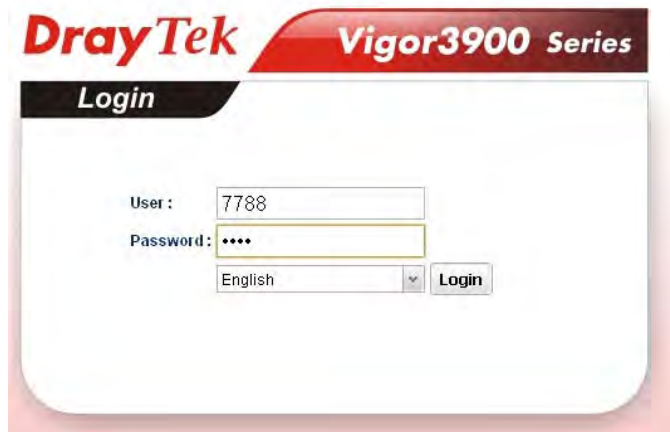 DrayTek Vigor3900 Series
Login
User : 7788
Password : ••••
English Login